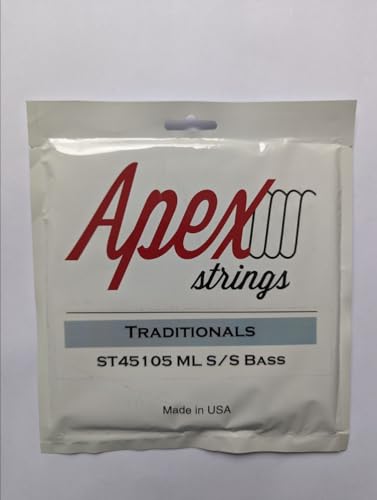 Apex
strings
TRADITIONALS
ST45105 ML S/S BASS
Made in USA